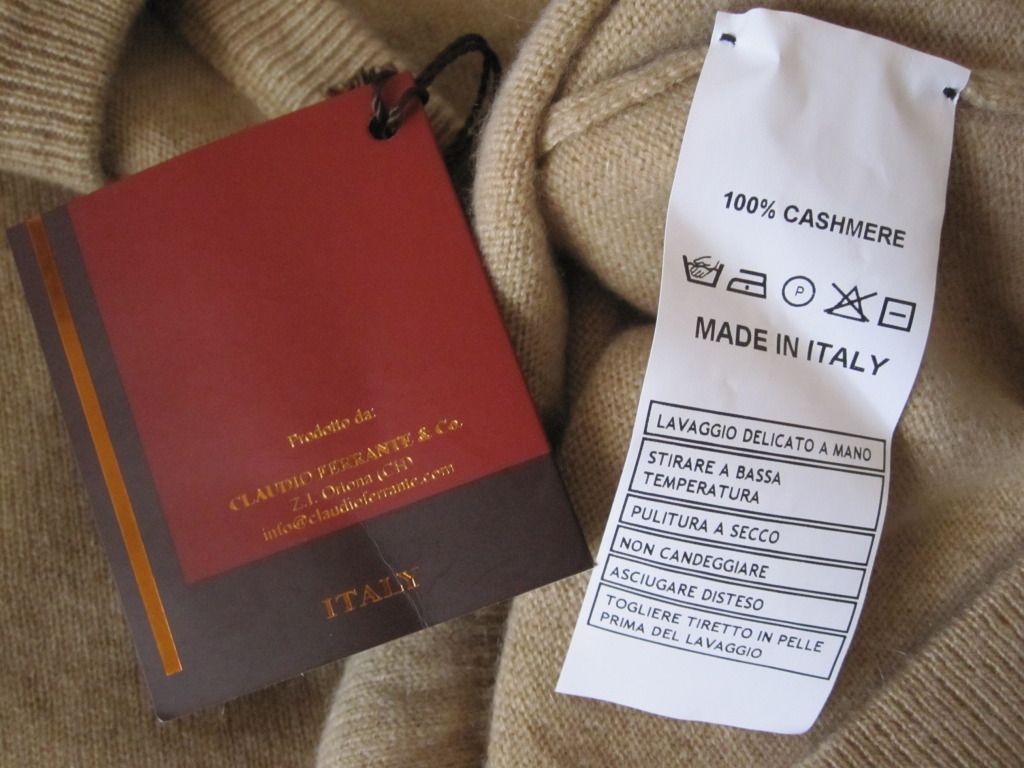 Prodotto da:
CLAUDIO FERRANTE & Co.
Z.I. Ortona (CH)
info@claudioferrante.com
ITALY
100% CASHMERE
P
MADE IN ITALY
LAVAGGIO DELICATO A MANO
STIRARE A BASSA
TEMPERATURA
PULITURA A SECCO
NON CANDEGGIARE
ASCIUGARE DISTESO
TOGLIERE TIRETTO IN PELLE
PRIMA DEL LAVAGGIO